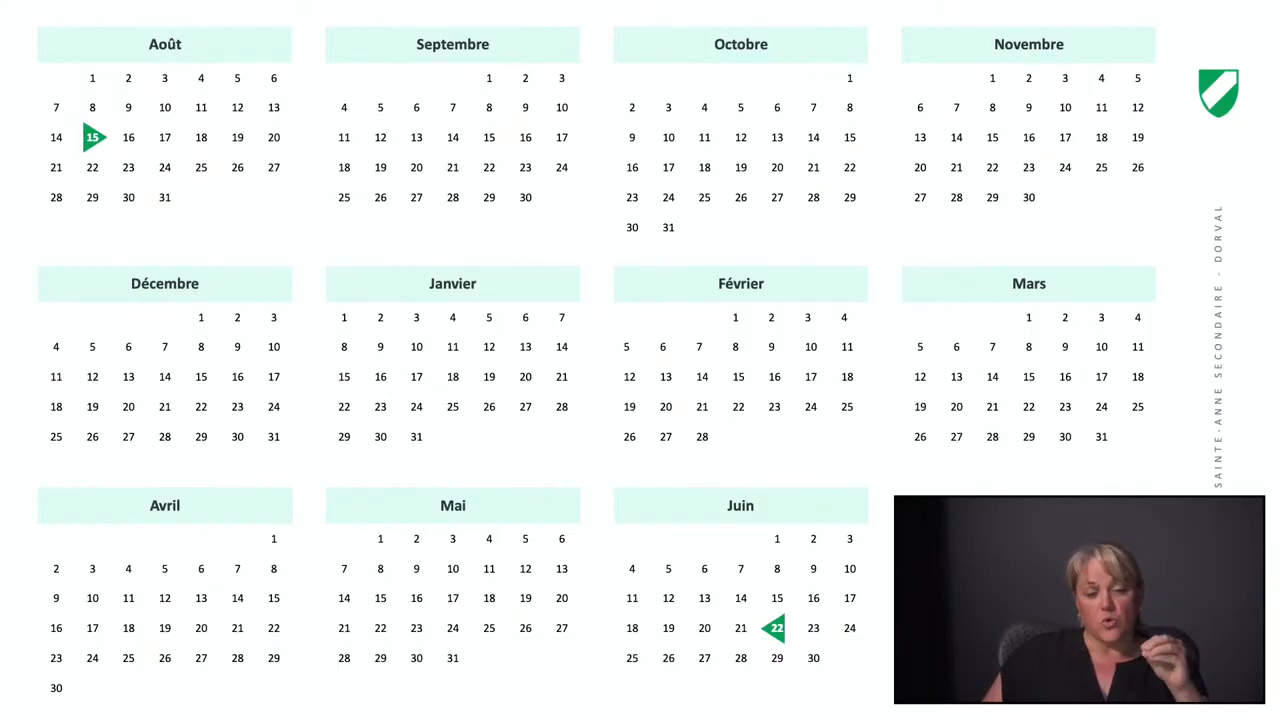 Août
1 2 3 4 5 6
7 8 9 10 11 12 13
14 15 16 17 18 19 20
21 22 23 24 25 26 27
28 29 30 31
Septembre
1 2 3
4 5 6 7 8 9 10
11 12 13 14 15 16 17
18 19 20 21 22 23 24
25 26 27 28 29 30
Octobre
1
2 3 4 5 6 7 8
9 10 11 12 13 14 15
16 17 18 19 20 21 22
23 24 25 26 27 28 29
30 31
Novembre
1 2 3 4 5
6 7 8 9 10 11 12
13 14 15 16 17 18 19
20 21 22 23 24 25 26
27 28 29 30
Décembre
1 2 3
4 5 6 7 8 9 10
11 12 13 14 15 16 17
18 19 20 21 22 23 24
25 26 27 28 29 30 31
Janvier
1 2 3 4 5 6 7
8 9 10 11 12 13 14
15 16 17 18 19 20 21
22 23 24 25 26 27 28
29 30 31
Février
1 2 3 4
5 6 7 8 9 10 11
12 13 14 15 16 17 18
19 20 21 22 23 24 25
26 27 28
Mars
1 2 3 4
5 6 7 8 9 10 11
12 13 14 15 16 17 18
19 20 21 22 23 24 25
26 27 28 29 30 31
Avril
1
2 3 4 5 6 7 8
9 10 11 12 13 14 15
16 17 18 19 20 21 22
23 24 25 26 27 28 29
30
Mai
1 2 3 4 5 6
7 8 9 10 11 12 13
14 15 16 17 18 19 20
21 22 23 24 25 26 27
28 29 30 31
Juin
1 2 3
4 5 6 7 8 9 10
11 12 13 14 15 16 17
18 19 20 21 22 23 24
25 26 27 28 29 30
SAINTE-ANNE SECONDAIRE - DORVAL